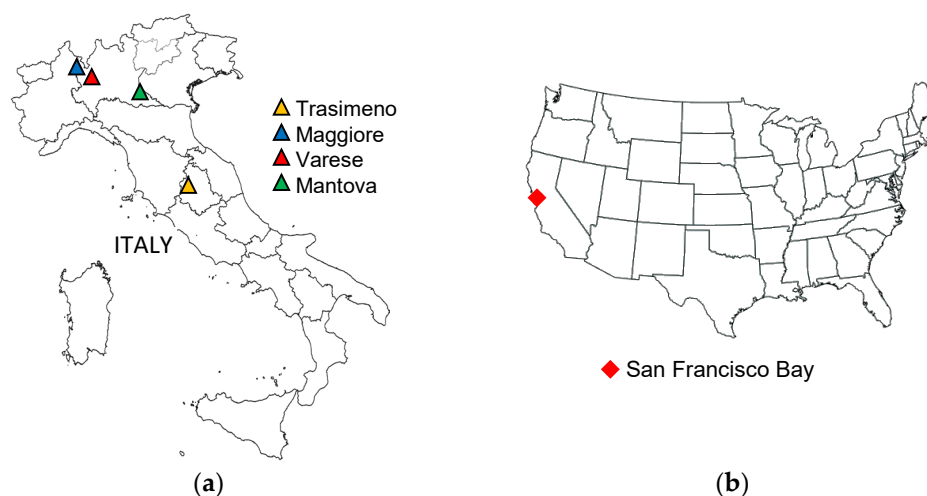 Trasimeno
Maggiore
Varese
Mantova
ITALY
San Francisco Bay
(a)
(b)